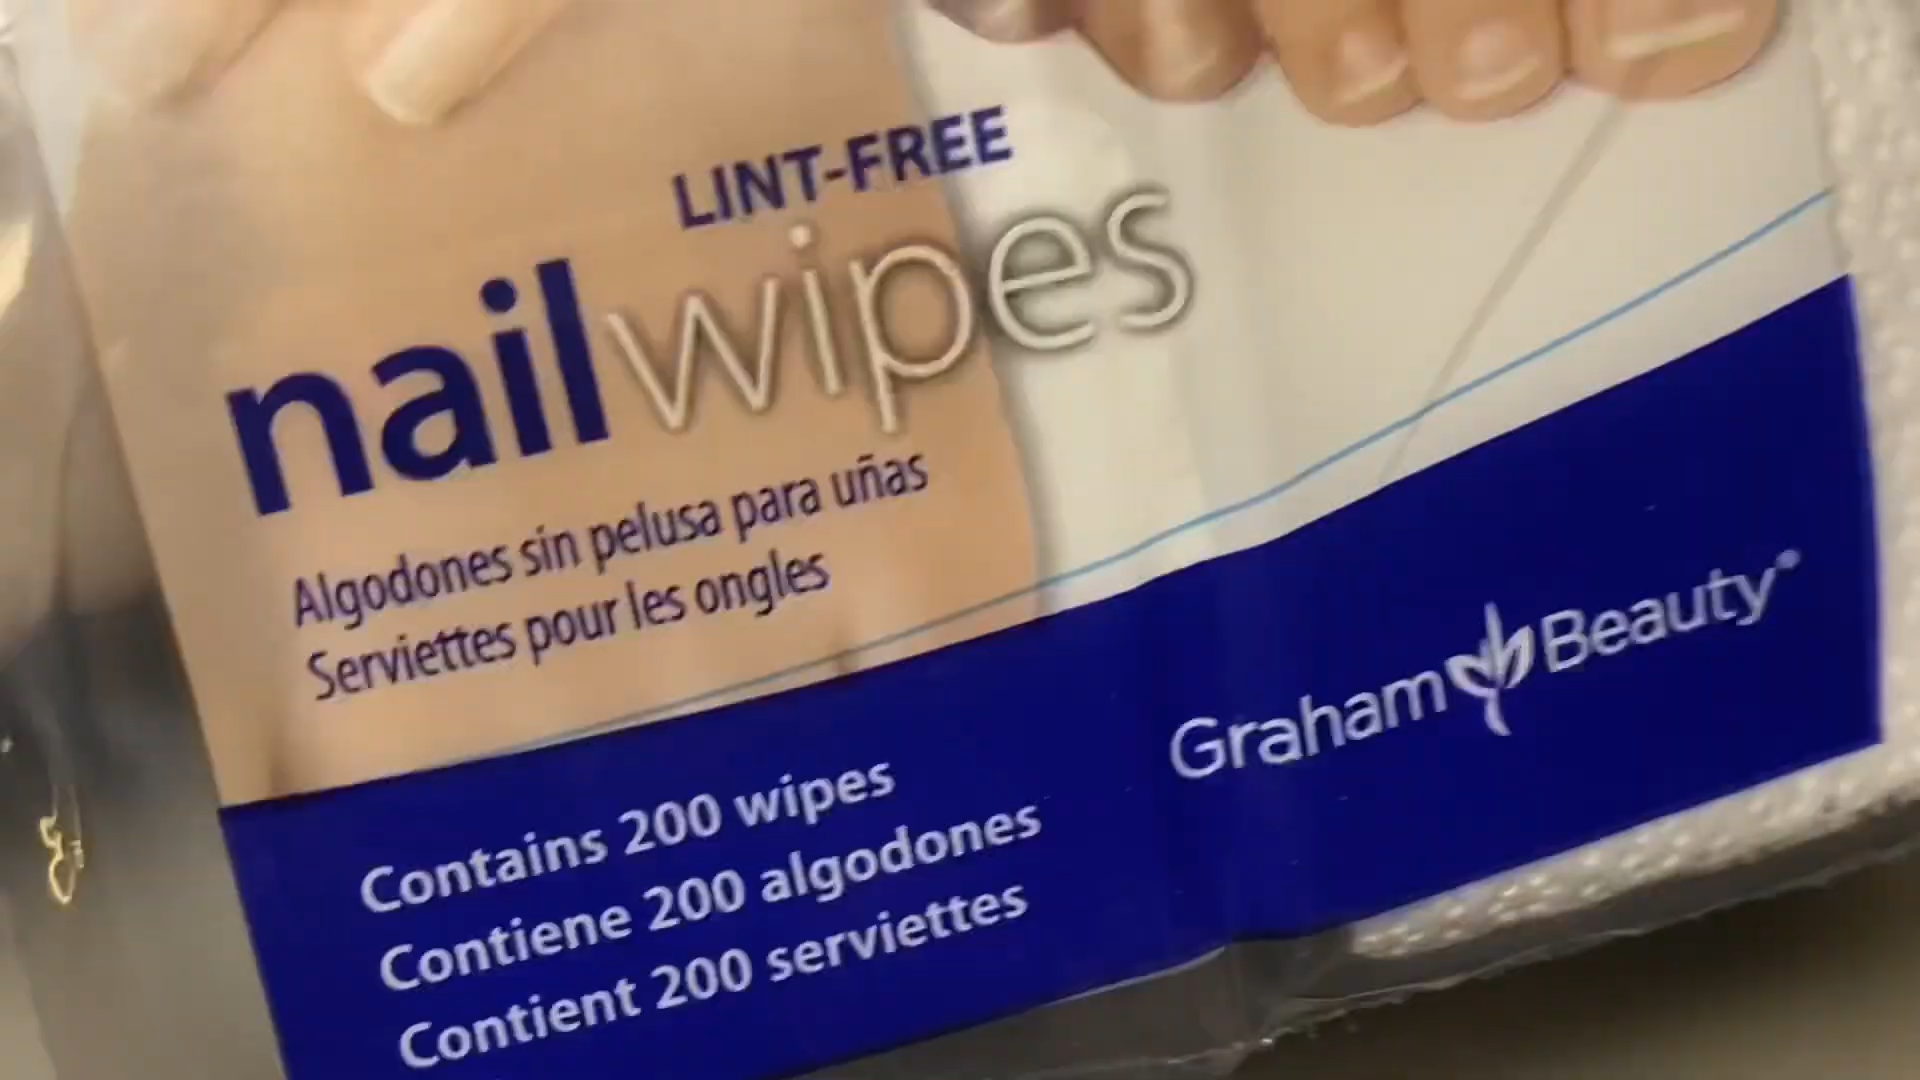 LINT-FREE
nailwipes
Algodones sin pelusa para uñas
Serviettes pour les ongles
Contains 200 wipes
Contiene 200 algodones
Contient 200 serviettes
Graham Beauty